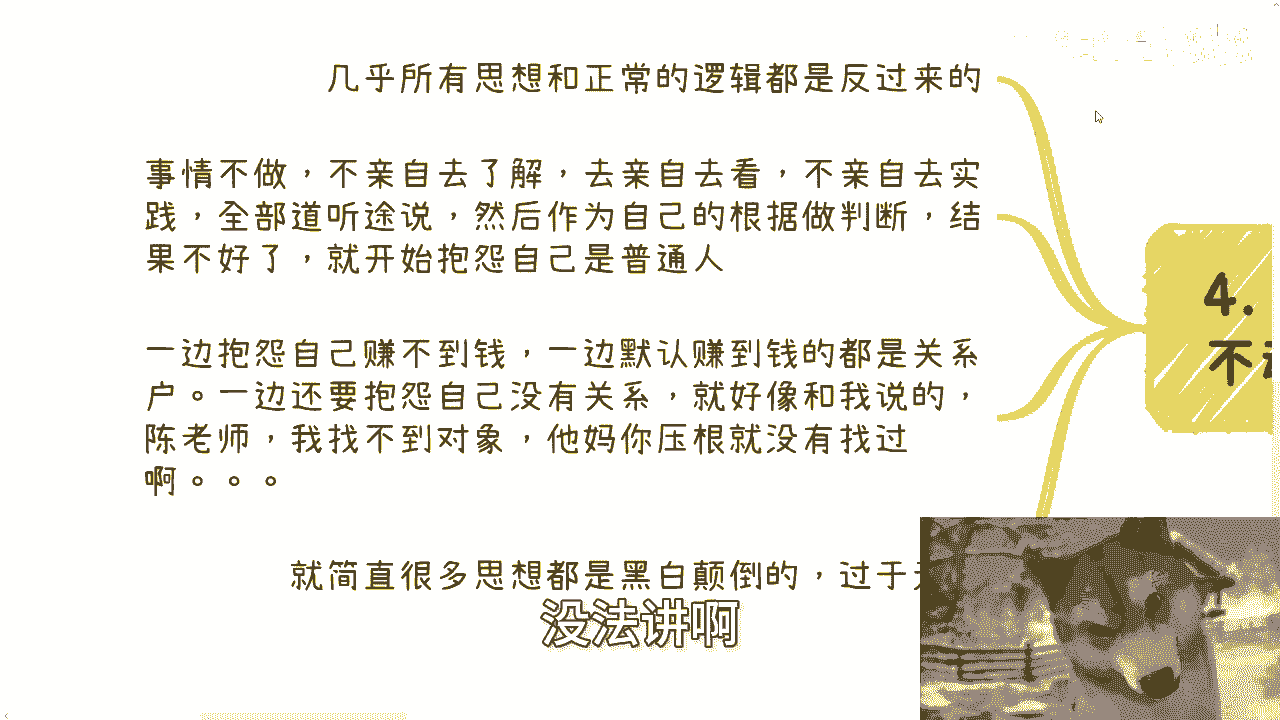 几乎所有思想和正常的逻辑都是反过来的
事情不做，不亲自去了解，去亲自去看，不亲自去实
践，全部道听途说，然后作为自己的根据做判断，结
果不好了，就开始抱怨自己是普通人
一边抱怨自己赚不到钱，一边默认赚到钱的都是关系
户。一边还要抱怨自己没有关系，就好像和我说的，
陈老师，我找不到对象，他妈你压根就没有找过
啊。。。
就简直很多思想都是黑白颠倒的，过于
4.
不
没法讲啊